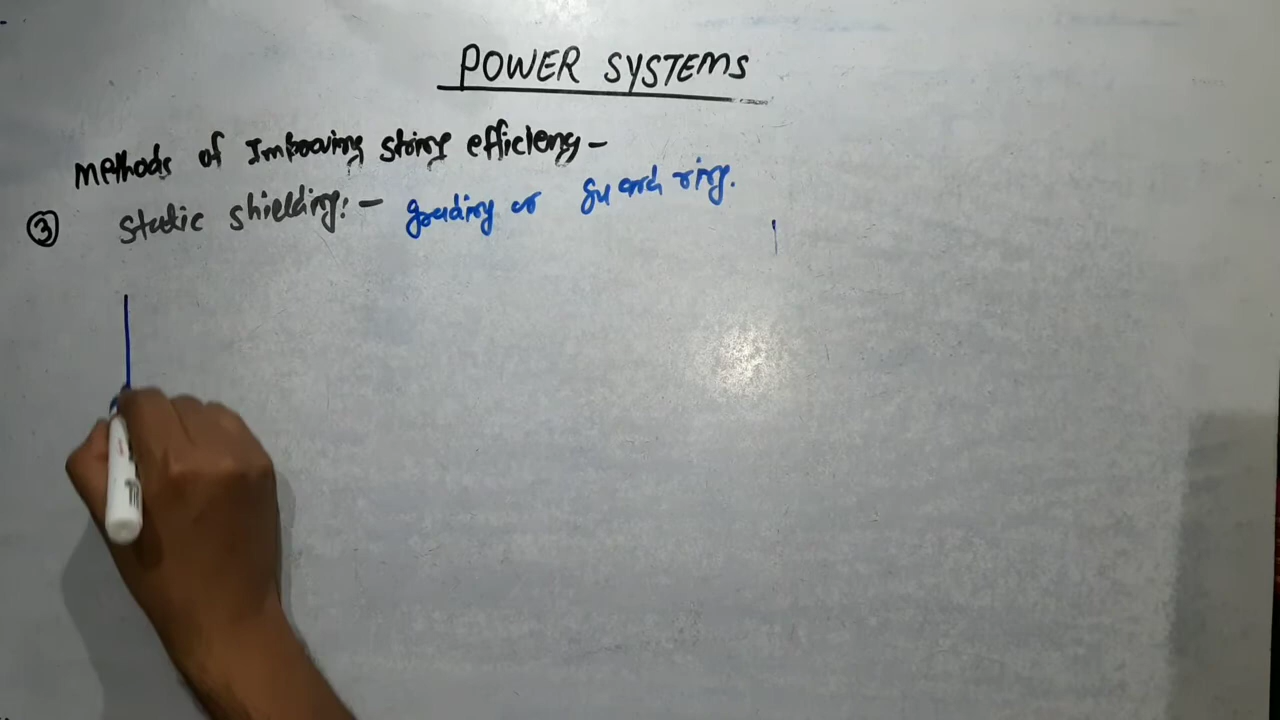 POWER SYSTEMS
Methods of Improving string efficiency -
③ Static shielding: - grading or guard ring.